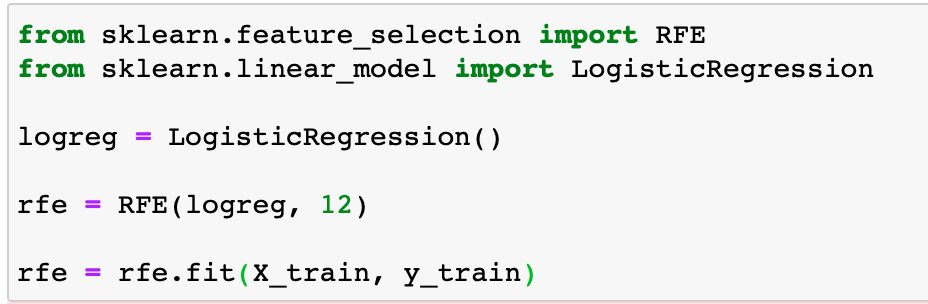 from sklearn.feature_selection import RFE
from sklearn.linear_model import LogisticRegression
logreg = LogisticRegression()
rfe = RFE(logreg, 12)
rfe = rfe.fit(X_train, y_train)